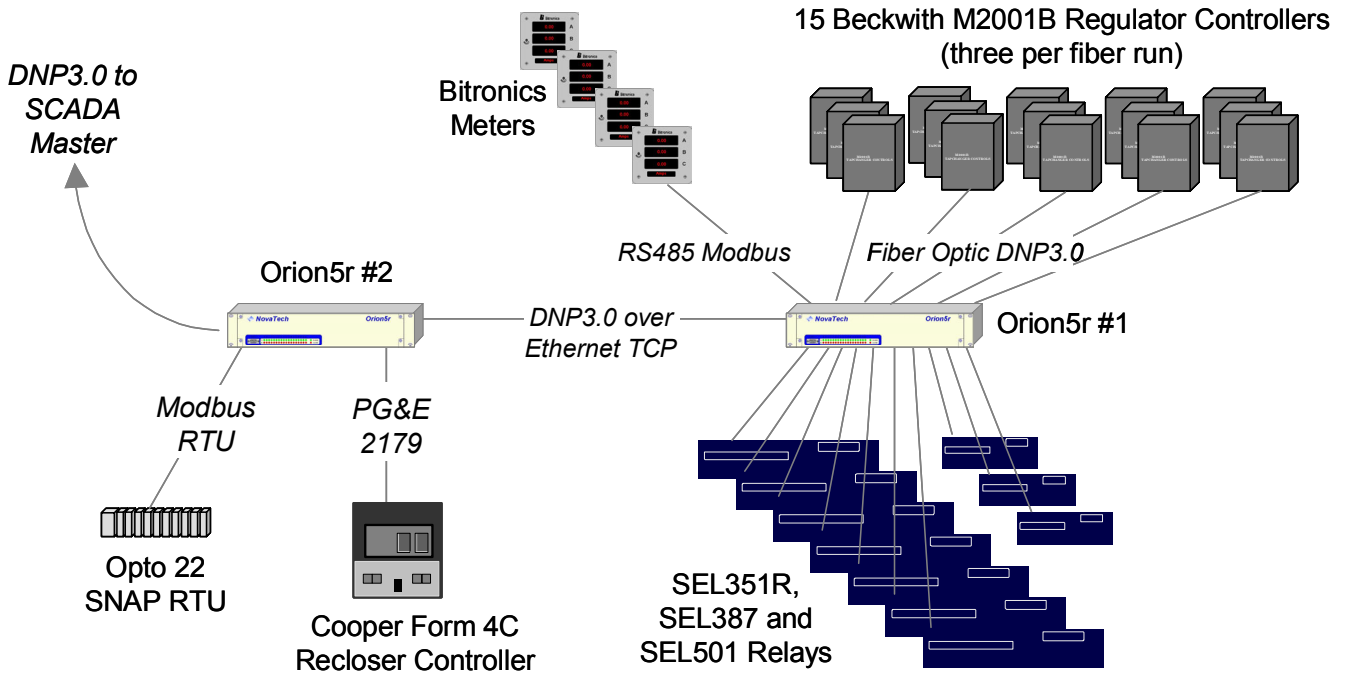 15 Beckwith M2001B Regulator Controllers
(three per fiber run)
DNP3.0 to
SCADA
Master
Bitronics
Meters
RS485 Modbus
Fiber Optic DNP3.0
Orion5r #2
NovaTech
Orion5r
DNP3.0 over
Ethernet TCP
NovaTech
Orion5r
Orion5r #1
Modbus
RTU
PG&E
2179
Opto 22
SNAP RTU
Cooper Form 4C
Recloser Controller
SEL351R,
SEL387 and
SEL501 Relays